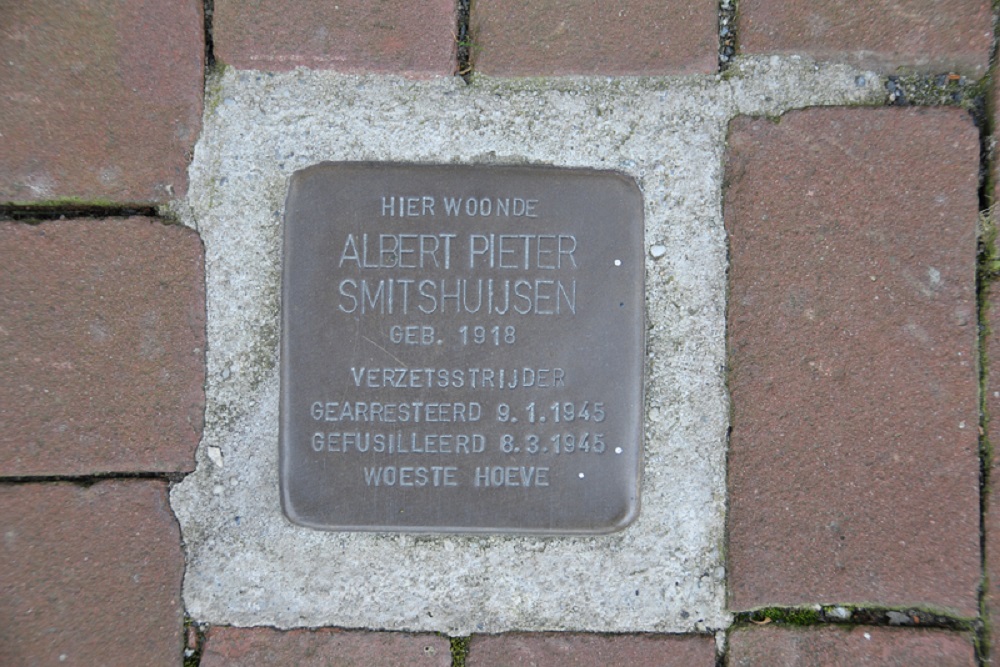 HIER WOONDE
ALBERT PIETER
SMITSHUIJSEN
GEB. 1918
VERZETSSTRIJDER
GEARRESTEERD 9.1.1945
GEFUSILLEERD 8.3.1945
WOESTE HOEVE